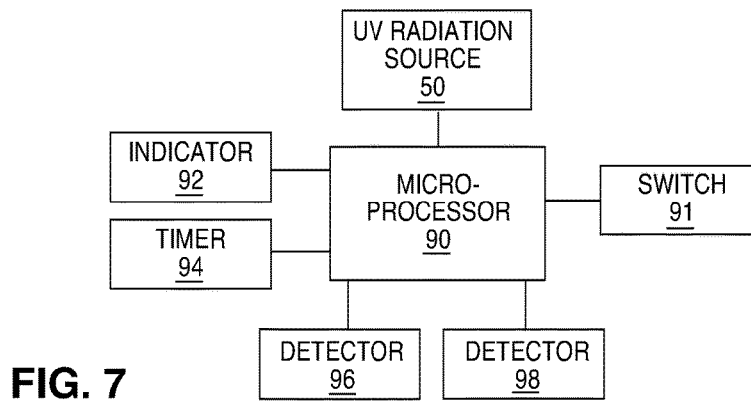 UV RADIATION
SOURCE
50
INDICATOR
92
MICRO-
PROCESSOR
90
SWITCH
91
TIMER
94
DETECTOR
96
DETECTOR
98
FIG. 7